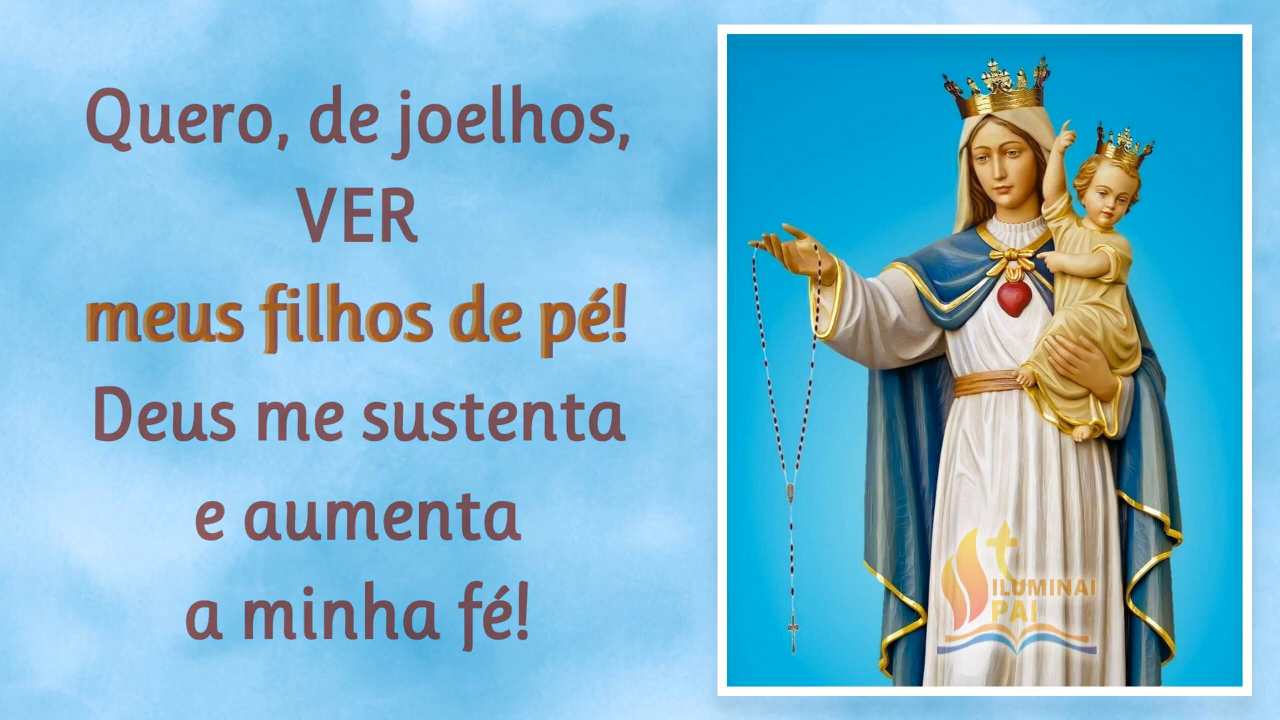 Quero, de joelhos,
VER
meus filhos de pé!
Deus me sustenta
e aumenta
a minha fé!
ILUMINAI
PAI